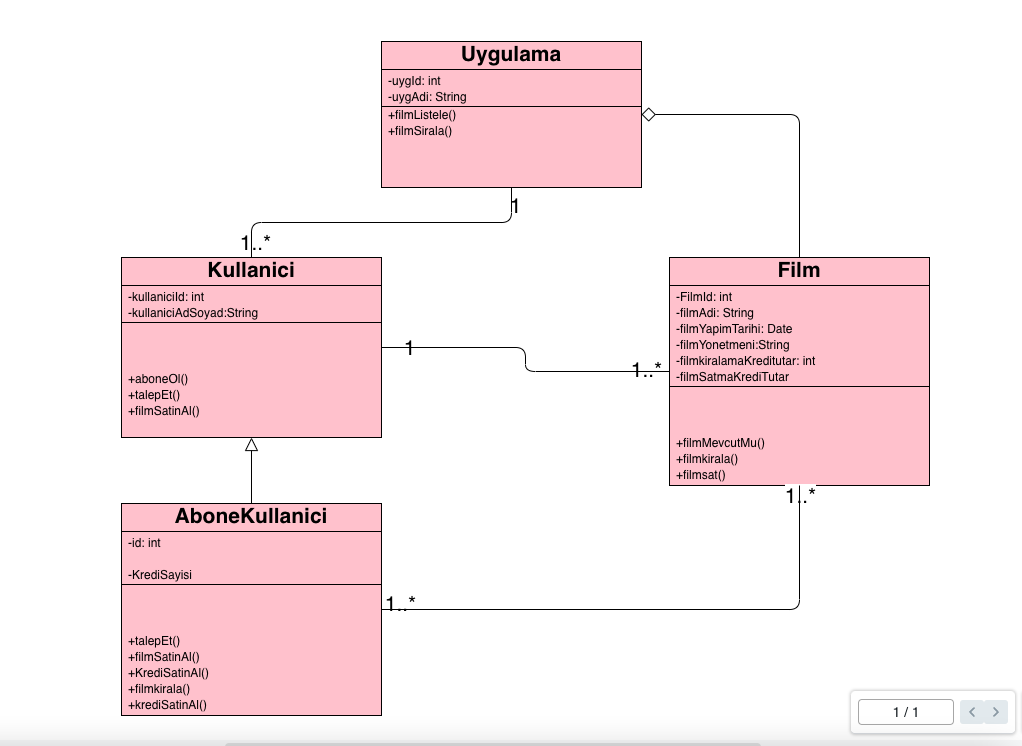 Uygulama
-uygId: int
-uygAdi: String
+filmListele()
+filmSirala()
1
1..*
Kullanici
-kullaniciId: int
-kullaniciAdSoyad:String
+aboneOl()
+talepEt()
+filmSatinAl()
1
1..*
Film
-FilmId: int
-filmAdi: String
-filmYapimTarihi: Date
-filmYonetmeni:String
-filmkiralamaKreditutar: int
-filmSatmaKrediTutar
+filmMevcutMu()
+filmkirala()
+filmsat()
1..*
AboneKullanici
-id: int
-KrediSayisi
+talepEt()
+filmSatinAl()
+KrediSatinAl()
+filmkirala()
+krediSatinAl()
1..*
1 / 1